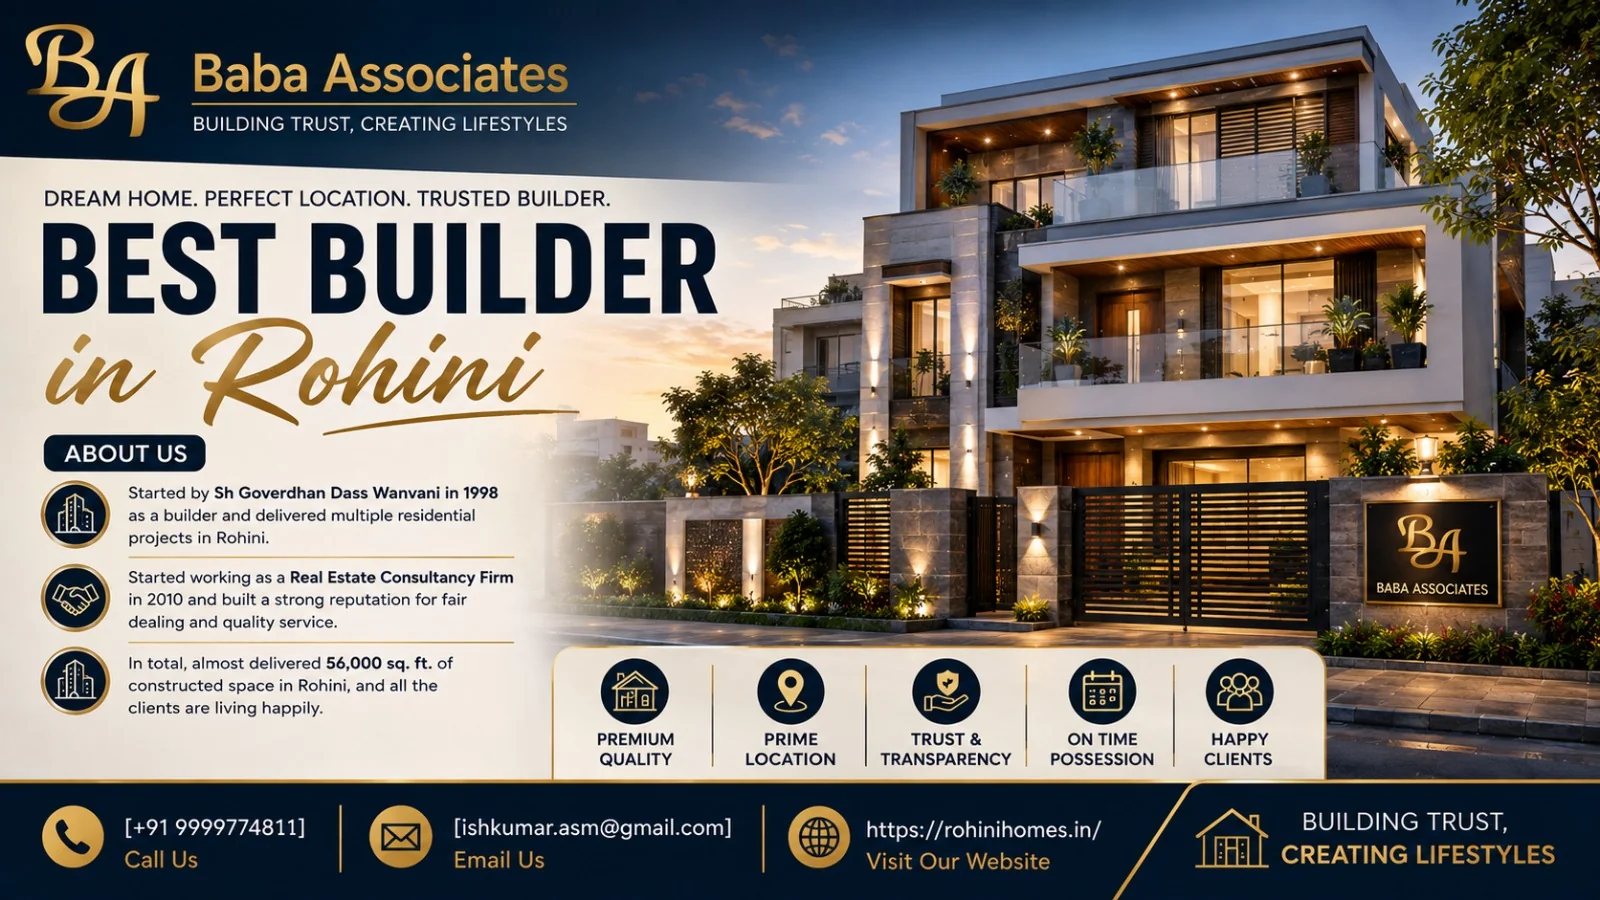 BA
Baba Associates
BUILDING TRUST, CREATING LIFESTYLES
DREAM HOME. PERFECT LOCATION. TRUSTED BUILDER.
BEST BUILDER
in Rohini
ABOUT US
Started by Sh Goverdhan Dass Wanvani in 1998
as a builder and delivered multiple residential
projects in Rohini.
Started working as a Real Estate Consultancy Firm
in 2010 and built a strong reputation for fair
dealing and quality service.
In total, almost delivered 56,000 sq. ft. of
constructed space in Rohini, and all the
clients are living happily.
BA
BABA ASSOCIATES
PREMIUM
QUALITY
PRIME
LOCATION
TRUST &
TRANSPARENCY
ON TIME
POSSESSION
HAPPY
CLIENTS
[+91 9999774811]
Call Us
[ishkumar.asm@gmail.com]
Email Us
https://rohinihomes.in/
Visit Our Website
BUILDING TRUST,
CREATING LIFESTYLES